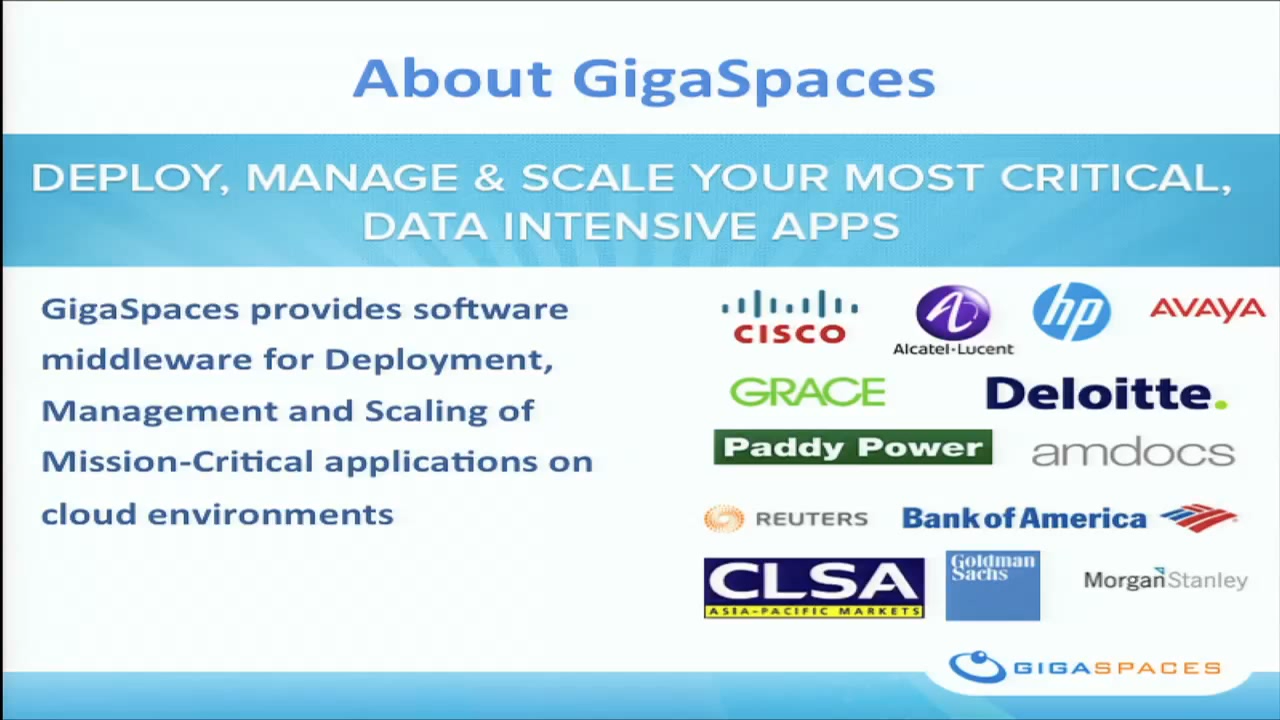 About GigaSpaces
DEPLOY, MANAGE & SCALE YOUR MOST CRITICAL,
DATA INTENSIVE APPS
GigaSpaces provides software
middleware for Deployment,
Management and Scaling of
Mission-Critical applications on
cloud environments
CISCO
Alcatel·Lucent
hp
AVAYA
GRACE
Deloitte.
Paddy Power
amdocs
REUTERS
Bank of America
CLSA
ASIA-PACIFIC MARKETS
Goldman
Sachs
Morgan Stanley
GIGASPACES